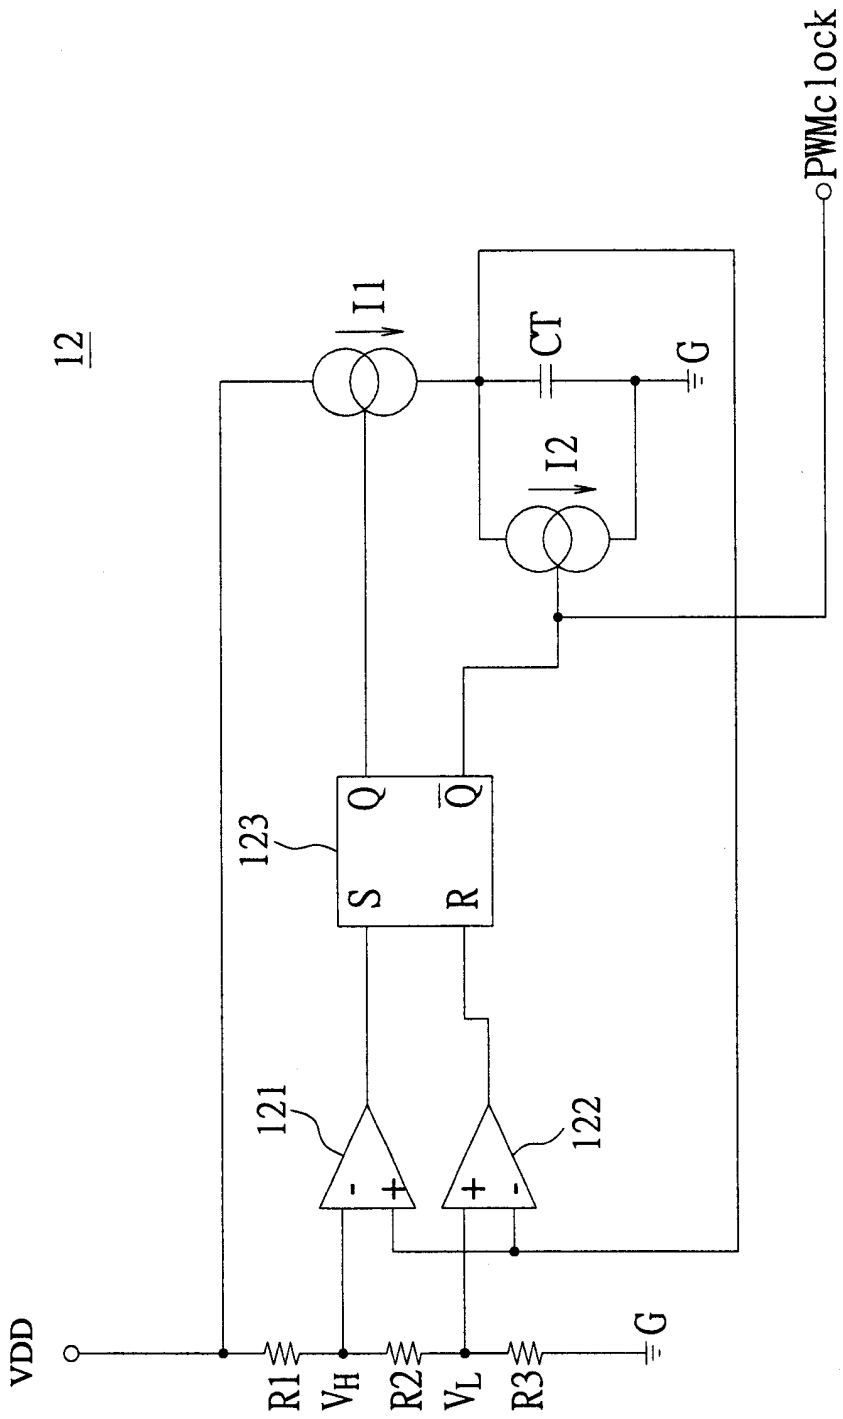 12
VDD
R1
VH
R2
VL
R3
G
121
-
+
122
+
-
123
S
Q
R
Q̅
I1
I2
CT
G
PWMclock